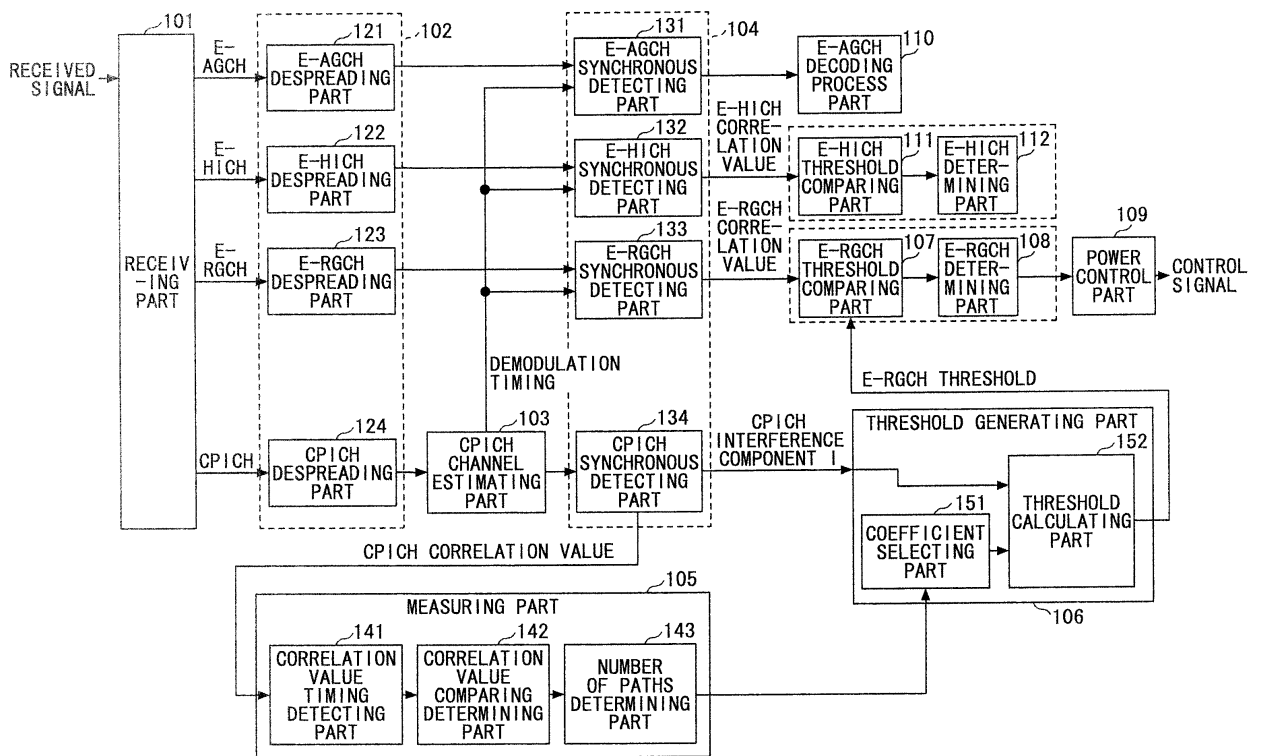 101
RECEIVED
SIGNAL
RECEIV
-ING PART
E-
AGCH
E-
HICH
E-
RGCH
CPICH
102
121
E-AGCH
DESPREADING
PART
122
E-HICH
DESPREADING
PART
123
E-RGCH
DESPREADING
PART
124
CPICH
DESPREADING
PART
103
CPICH
CHANNEL
ESTIMATING
PART
DEMODULATION
TIMING
104
131
E-AGCH
SYNCHRONOUS
DETECTING
PART
132
E-HICH
SYNCHRONOUS
DETECTING
PART
133
E-RGCH
SYNCHRONOUS
DETECTING
PART
134
CPICH
SYNCHRONOUS
DETECTING
PART
110
E-AGCH
DECODING
PROCESS
PART
E-HICH
CORRE-
LATION
VALUE
111
E-HICH
THRESHOLD
COMPARING
PART
112
E-HICH
DETER-
MINING
PART
E-RGCH
CORRE-
LATION
VALUE
107
E-RGCH
THRESHOLD
COMPARING
PART
108
E-RGCH
DETER-
MINING
PART
109
POWER
CONTROL
PART
CONTROL
SIGNAL
E-RGCH THRESHOLD
CPICH
INTERFERENCE
COMPONENT I
THRESHOLD GENERATING PART
152
THRESHOLD
CALCULATING
PART
151
COEFFICIENT
SELECTING
PART
106
CPICH CORRELATION VALUE
105
MEASURING PART
141
CORRELATION
VALUE
TIMING
DETECTING
PART
142
CORRELATION
VALUE
COMPARING
DETERMINING
PART
143
NUMBER
OF PATHS
DETERMINING
PART